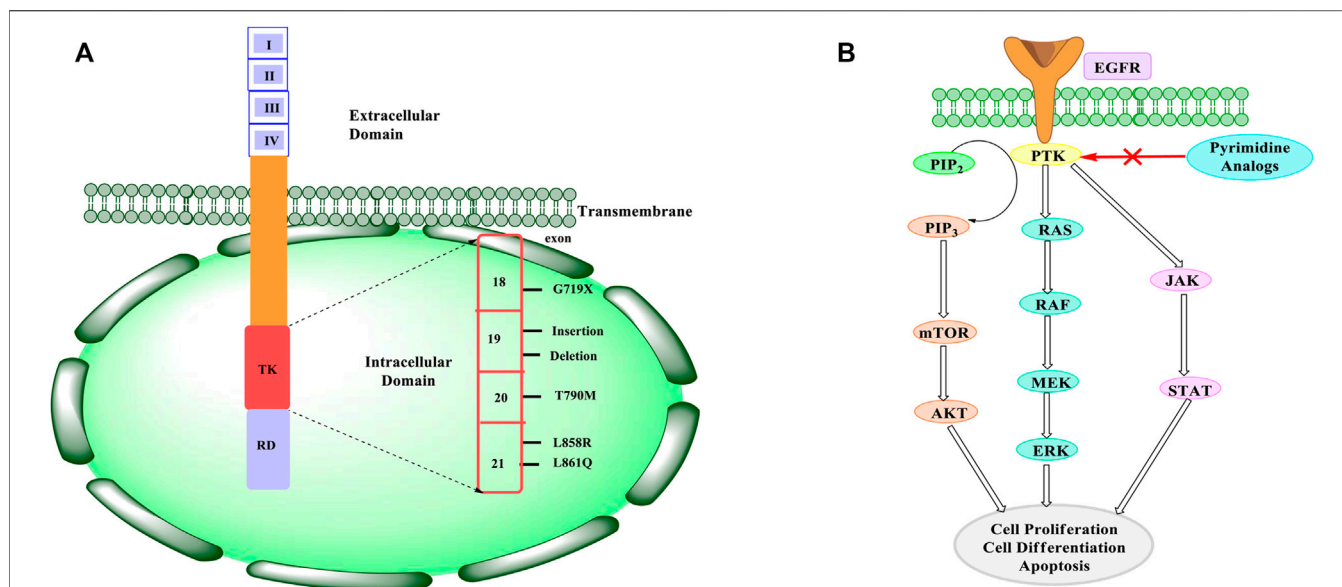 A
I
II
III
IV
Extracellular
Domain
Transmembrane
exon
18
G719X
19
Insertion
Deletion
Intracellular
Domain
TK
20
T790M
RD
21
L858R
L861Q
B
EGFR
PIP2
PTK
Pyrimidine
Analogs
PIP3
RAS
JAK
RAF
mTOR
MEK
STAT
AKT
ERK
Cell Proliferation
Cell Differentiation
Apoptosis